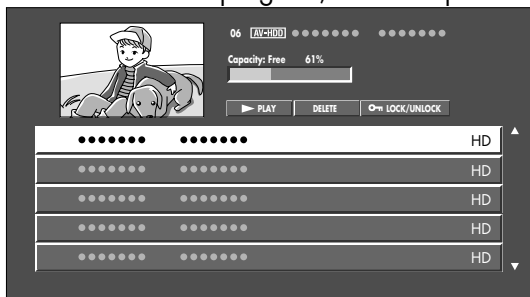 06 AV-HDD ●●●●●●● ●●●●●●●
Capacity: Free 61%
► PLAY DELETE LOCK/UNLOCK
●●●●●●● ●●●●●●● HD
●●●●●●● ●●●●●●● HD
●●●●●●● ●●●●●●● HD
●●●●●●● ●●●●●●● HD
●●●●●●● ●●●●●●● HD